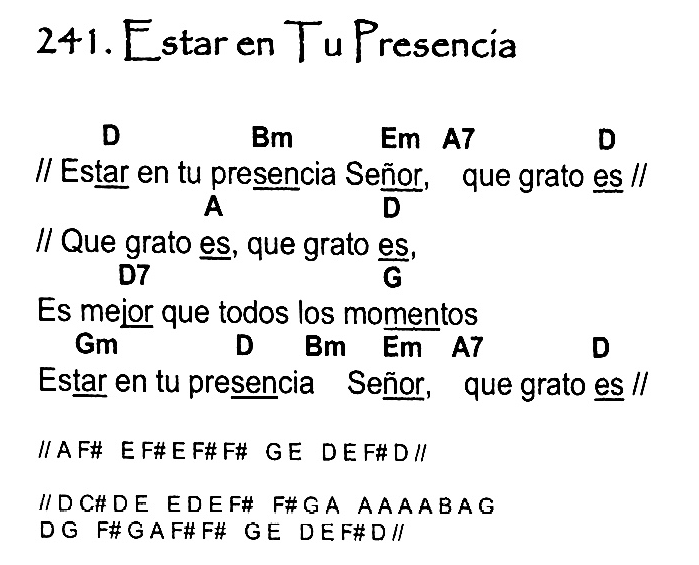 241. Estar en Tu Presencia
D Bm Em A7 D
// Estar en tu presencia Señor, que grato es //
A D
// Que grato es, que grato es,
D7 G
Es mejor que todos los momentos
Gm D Bm Em A7 D
Estar en tu presencia Señor, que grato es //
// A F# E F# E F# F# G E D E F# D //
// D C# D E E D E F# F# G A A A A A B A G
D G F# G A F# F# G E D E F# D //